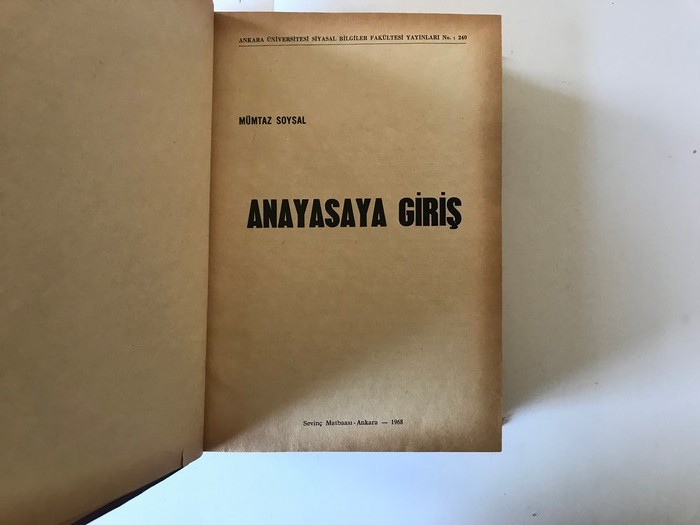 ANKARA ÜNİVERSİTESİ SİYASAL BİLGİLER FAKÜLTESİ YAYINLARI No. : 240
MÜMTAZ SOYSAL
ANAYASAYA GİRİŞ
Sevinç Matbaası - Ankara — 1968